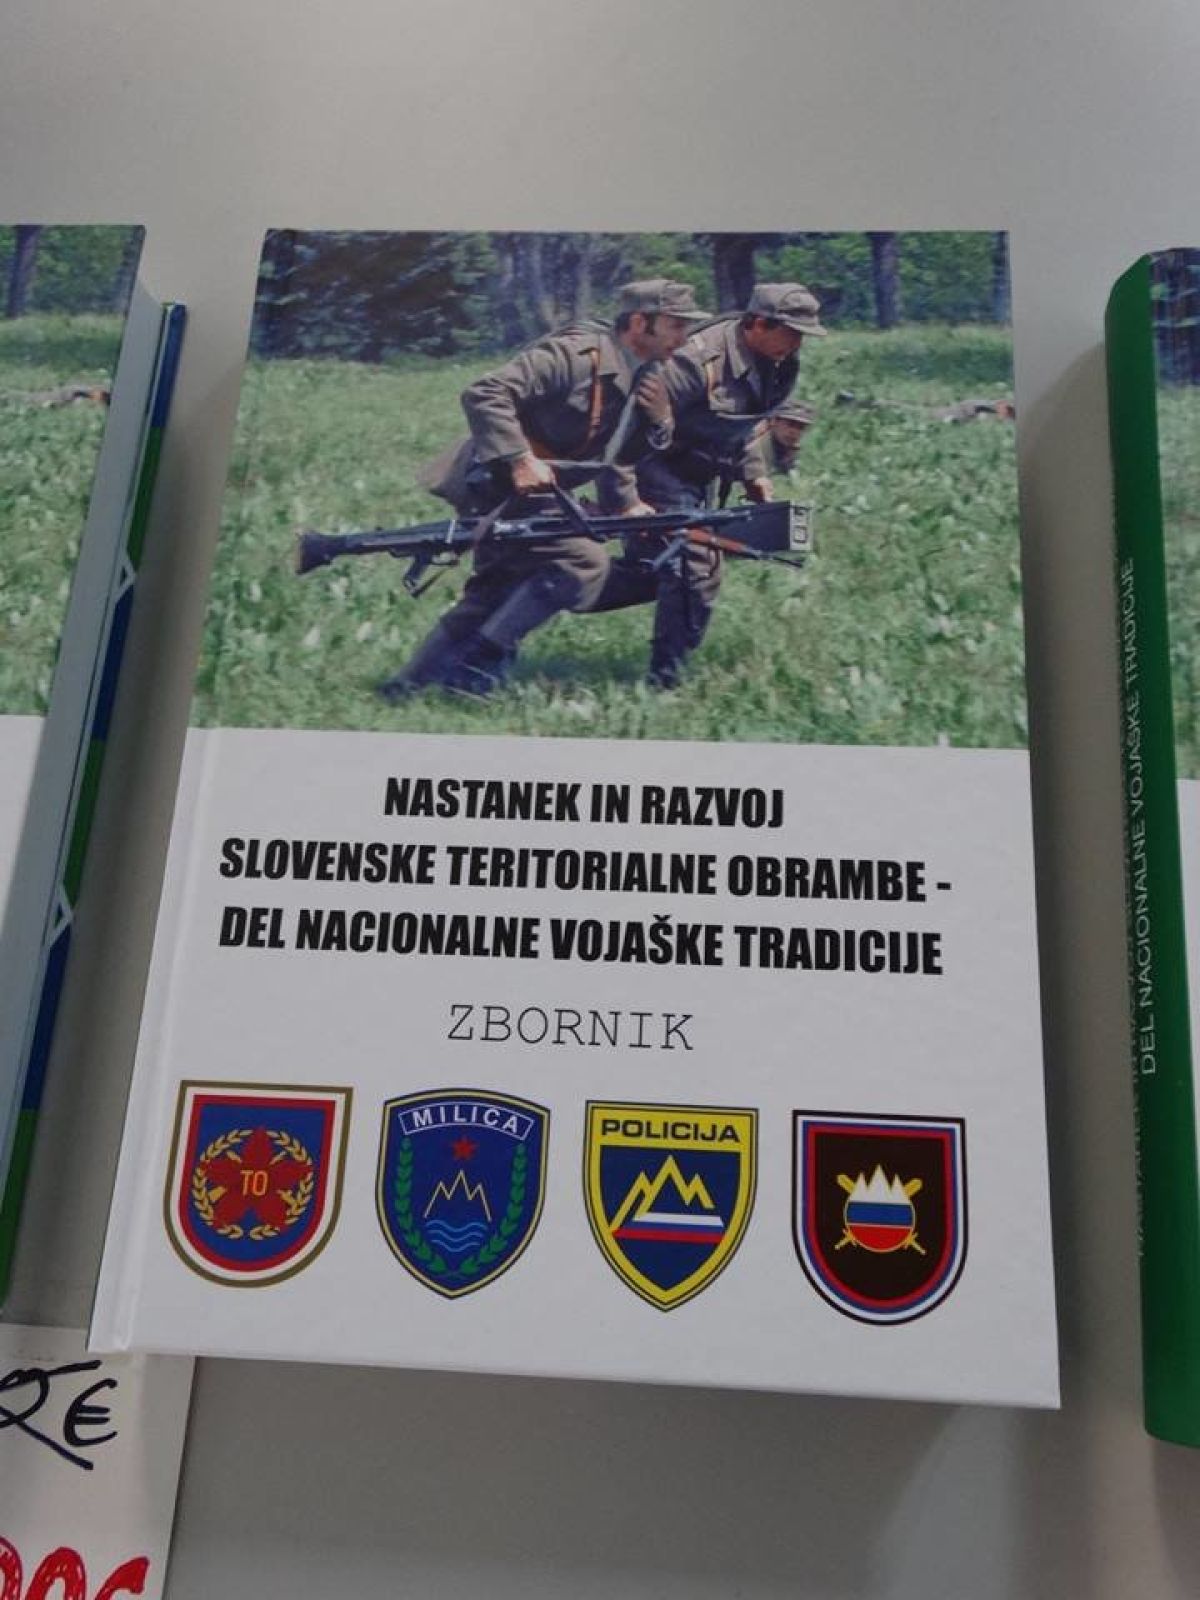 NASTANEK IN RAZVOJ
SLOVENSKE TERITORIALNE OBRAMBE -
DEL NACIONALNE VOJAŠKE TRADICIJE
ZBORNIK
TO
MILICA
POLICIJA
DEL NACIONALNE VOJAŠKE TRADICIJE
€